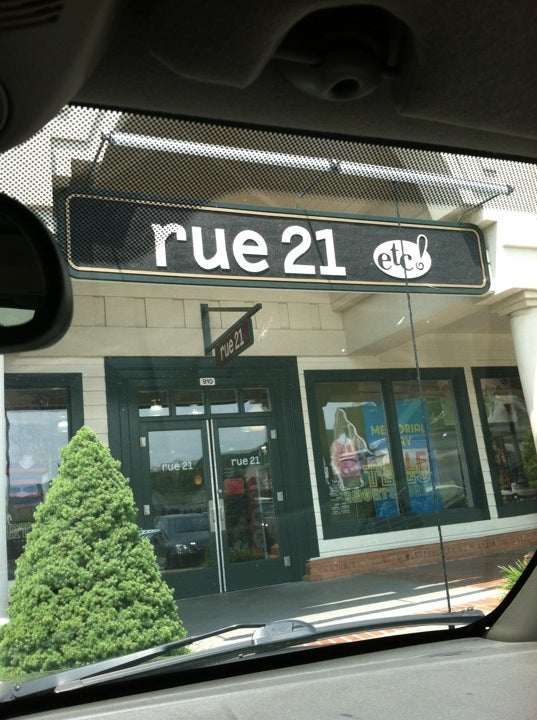 rue 21 etc!
rue 21
910
rue 21
rue 21
MEMORIAL